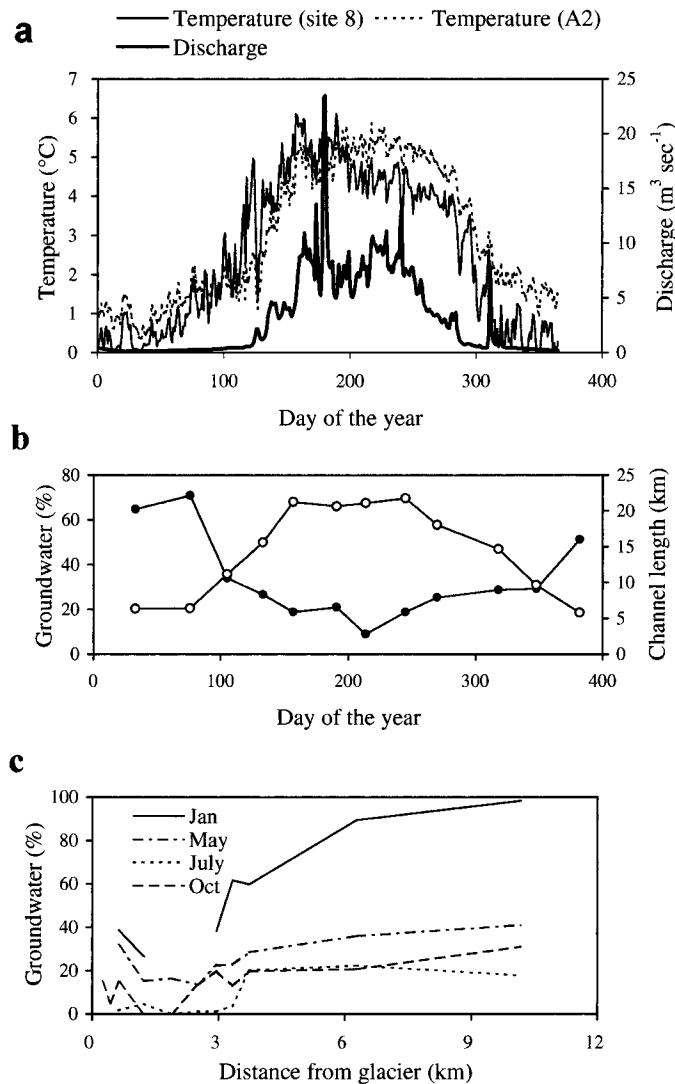 a
Temperature (site 8) Temperature (A2)
Discharge
Temperature (°C)
7
6
5
4
3
2
1
0
25
20
15
10
5
0
Discharge (m³ sec⁻¹)
0 100 200 300 400
Day of the year
b
Groundwater (%)
80
60
40
20
0
25
20
15
10
5
0
Channel length (km)
0 100 200 300 400
Day of the year
c
Groundwater (%)
100
80
60
40
20
0
Jan
May
July
Oct
0 3 6 9 12
Distance from glacier (km)